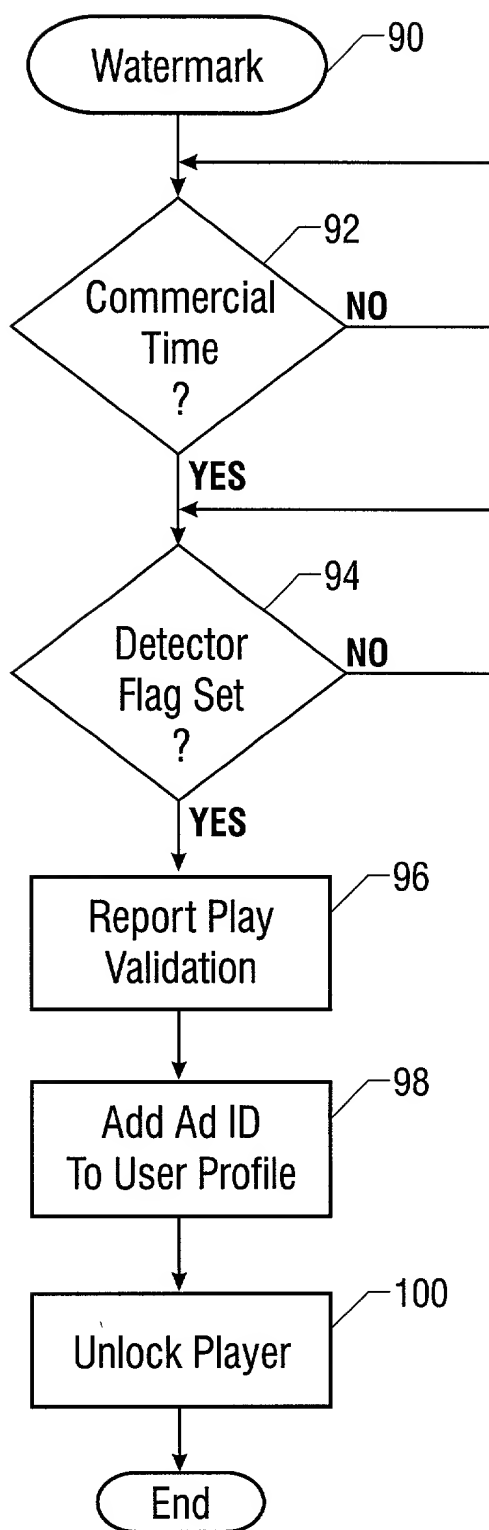 Watermark
90
92
Commercial
Time
?
NO
YES
94
Detector
Flag Set
?
NO
YES
96
Report Play
Validation
98
Add Ad ID
To User Profile
100
Unlock Player
End